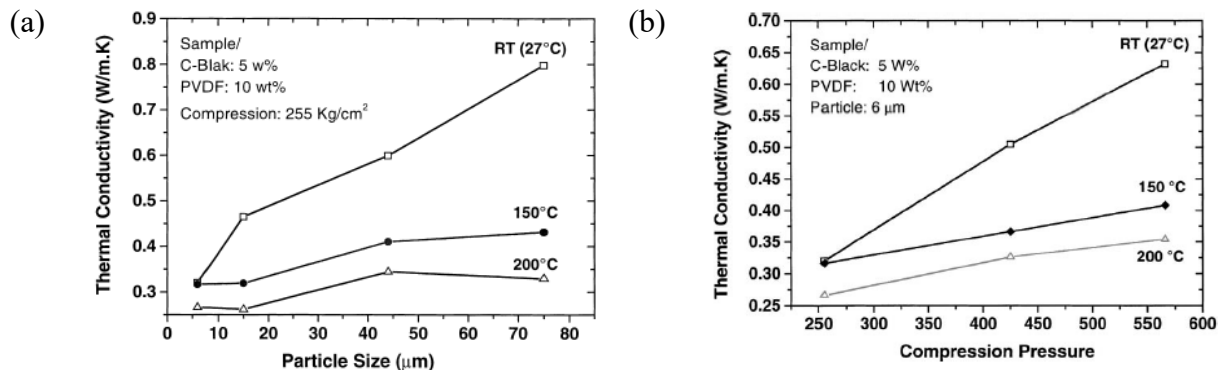 (a)
0.9
0.8
0.7
0.6
0.5
0.4
0.3
Thermal Conductivity (W/m.K)
Sample/
C-Blak: 5 w%
PVDF: 10 wt%
Compression: 255 Kg/cm²
RT (27°C)
150°C
200°C
0 10 20 30 40 50 60 70 80
Particle Size (μm)
(b)
0.70
0.65
0.60
0.55
0.50
0.45
0.40
0.35
0.30
0.25
Thermal Conductivity (W/m.K)
Sample/
C-Black: 5 W%
PVDF: 10 Wt%
Particle: 6 μm
RT (27°C)
150 °C
200 °C
250 300 350 400 450 500 550 600
Compression Pressure